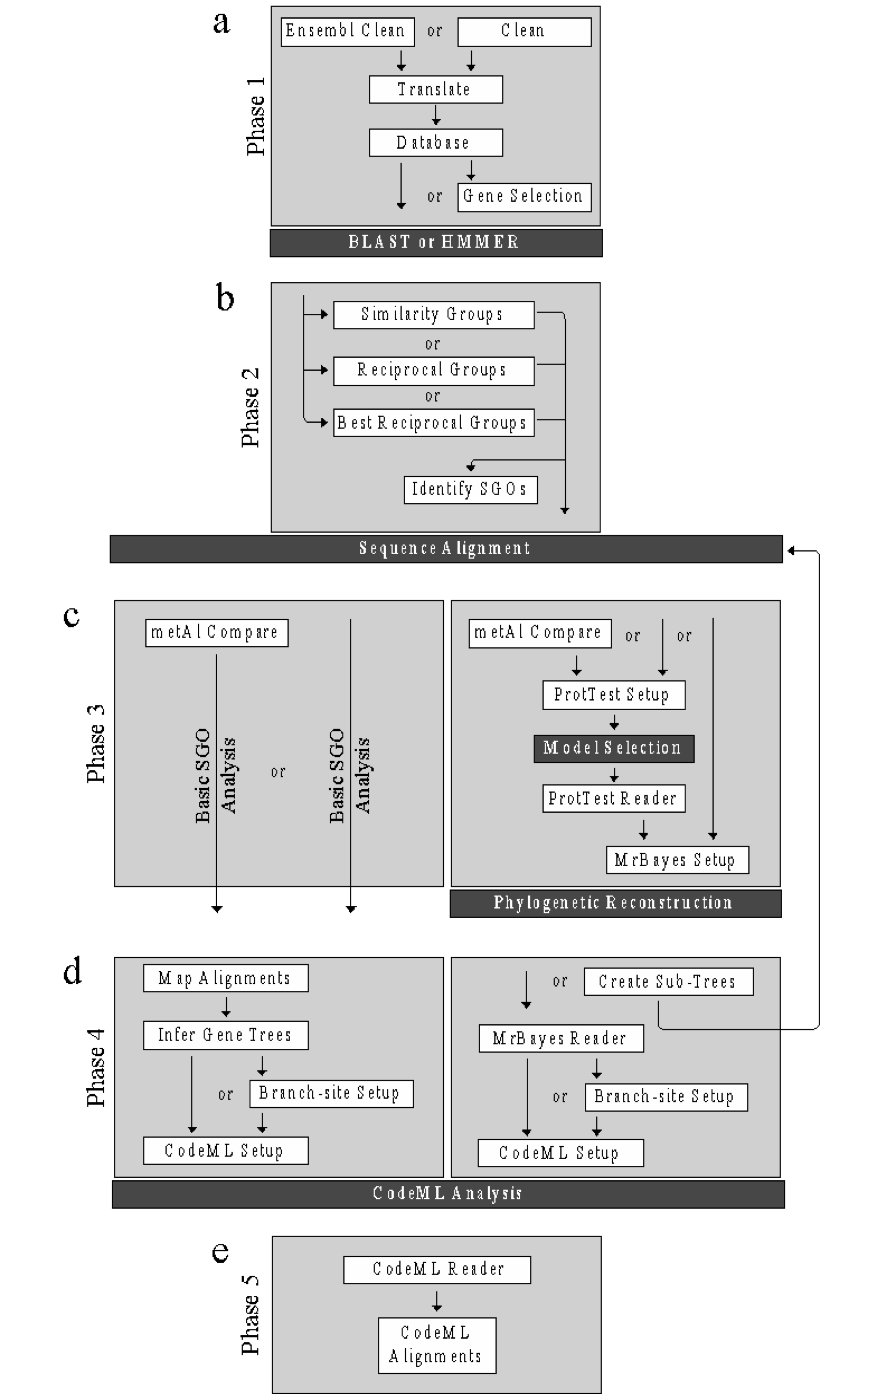 a
Phase 1
Ensembl Clean or Clean
Translate
Database
or Gene Selection
BLAST or HMMER
b
Phase 2
Similarity Groups
or
Reciprocal Groups
or
Best Reciprocal Groups
Identify SGOs
Sequence Alignment
c
Phase 3
metAl Compare
Basic SGO
Analysis
or
Basic SGO
Analysis
metAl Compare or or
ProtTest Setup
Model Selection
ProtTest Reader
MrBayes Setup
Phylogenetic Reconstruction
d
Phase 4
Map Alignments
Infer Gene Trees
or Branch-site Setup
CodeML Setup
or Create Sub-Trees
MrBayes Reader
or Branch-site Setup
CodeML Setup
CodeML Analysis
e
Phase 5
CodeML Reader
CodeML
Alignments